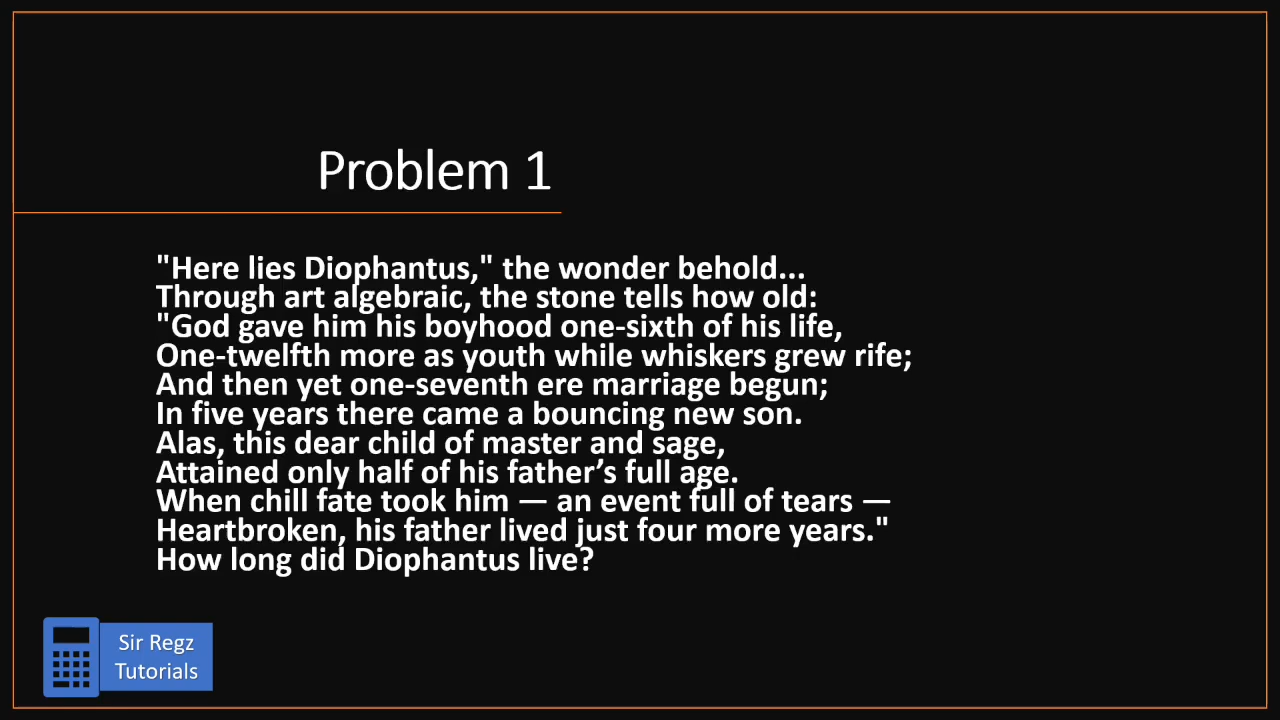 Problem 1
"Here lies Diophantus," the wonder behold...
Through art algebraic, the stone tells how old:
"God gave him his boyhood one-sixth of his life,
One-twelfth more as youth while whiskers grew rife;
And then yet one-seventh ere marriage begun;
In five years there came a bouncing new son.
Alas, this dear child of master and sage,
Attained only half of his father’s full age.
When chill fate took him — an event full of tears —
Heartbroken, his father lived just four more years."
How long did Diophantus live?
Sir Regz
Tutorials